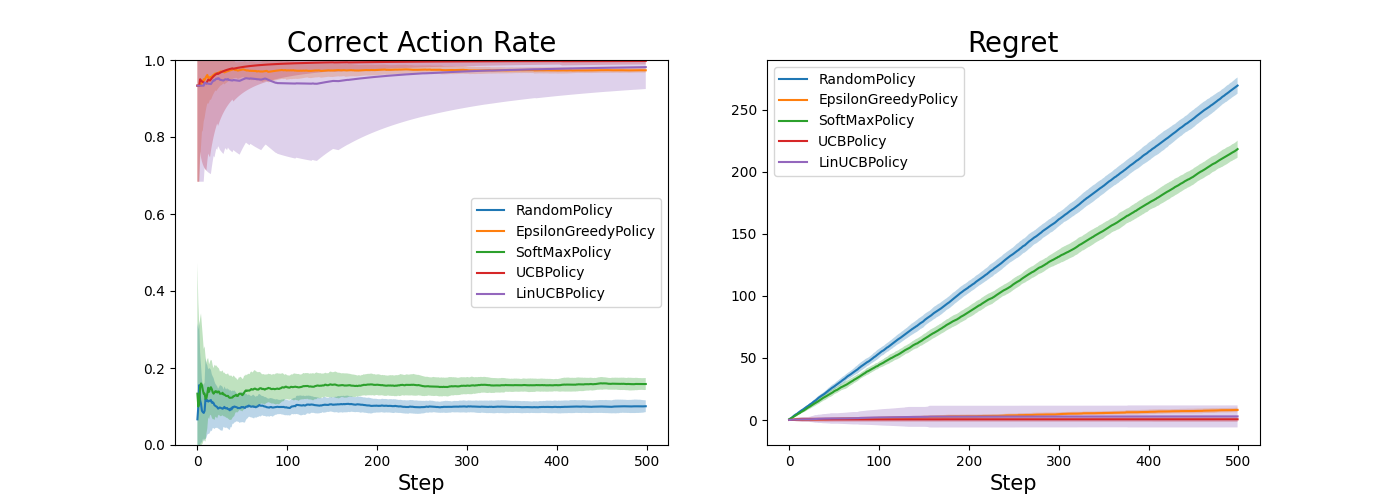 Correct Action Rate
1.0
0.8
0.6
0.4
0.2
0.0
RandomPolicy
EpsilonGreedyPolicy
SoftMaxPolicy
UCBPolicy
LinUCBPolicy
0 100 200 300 400 500
Step
Regret
250
200
150
100
50
0
RandomPolicy
EpsilonGreedyPolicy
SoftMaxPolicy
UCBPolicy
LinUCBPolicy
0 100 200 300 400 500
Step